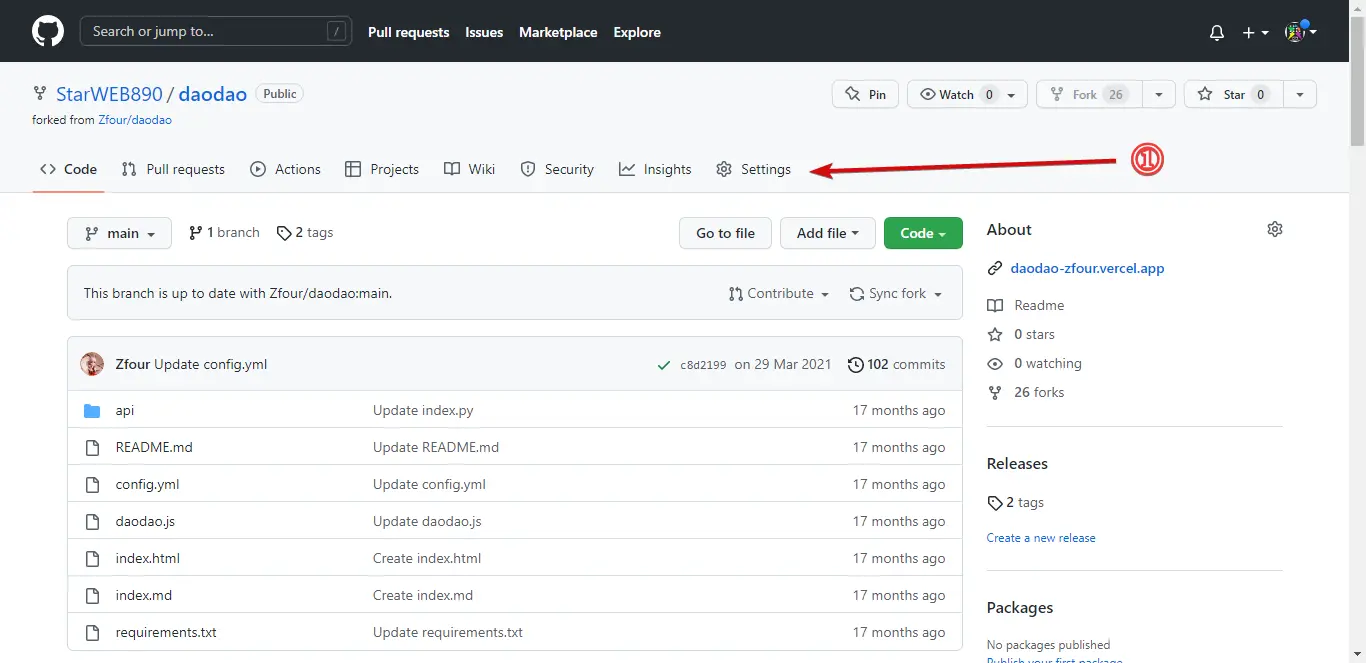 Search or jump to... /
Pull requests Issues Marketplace Explore
StarWEB890 / daodao Public
Pin Watch 0 Fork 26 Star 0
forked from Zfour/daodao
Code Pull requests Actions Projects Wiki Security Insights Settings
1
main 1 branch 2 tags Go to file Add file Code
This branch is up to date with Zfour/daodao:main. Contribute Sync fork
Zfour Update config.yml c8d2199 on 29 Mar 2021 102 commits
api Update index.py 17 months ago
README.md Update README.md 17 months ago
config.yml Update config.yml 17 months ago
daodao.js Update daodao.js 17 months ago
index.html Create index.html 17 months ago
index.md Create index.md 17 months ago
requirements.txt Update requirements.txt 17 months ago
About
daodao-zfour.vercel.app
Readme
0 stars
0 watching
26 forks
Releases
2 tags
Create a new release
Packages
No packages published
Publish your first package